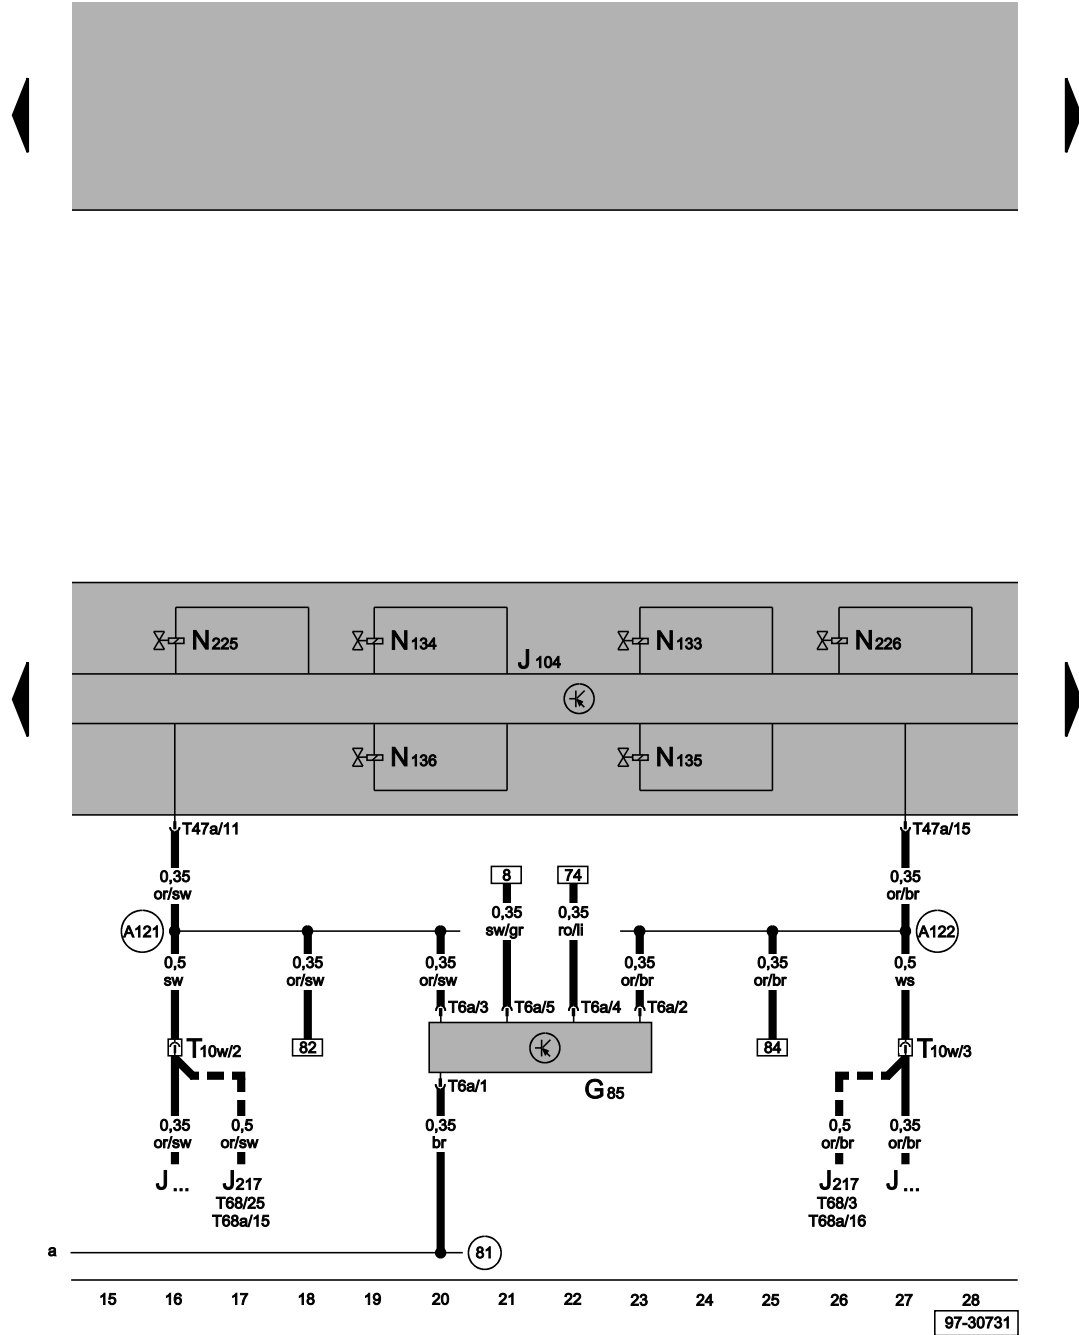 N225
N134
N133
N226
J 104
N136
N135
T47a/11
T47a/15
8
74
0,35
or/sw
0,35
or/br
0,35
sw/gr
0,35
ro/li
A121
A122
0,5
sw
0,35
or/sw
0,35
or/sw
0,35
or/br
0,35
or/br
0,5
ws
T6a/3
T6a/5
T6a/4
T6a/2
T10w/2
82
84
T10w/3
T6a/1
G85
0,35
or/sw
0,5
or/sw
0,35
br
0,5
or/br
0,35
or/br
J...
J217
T68/25
T68a/15
J217
T68/3
T68a/16
J...
a
81
15 16 17 18 19 20 21 22 23 24 25 26 27 28
97-30731